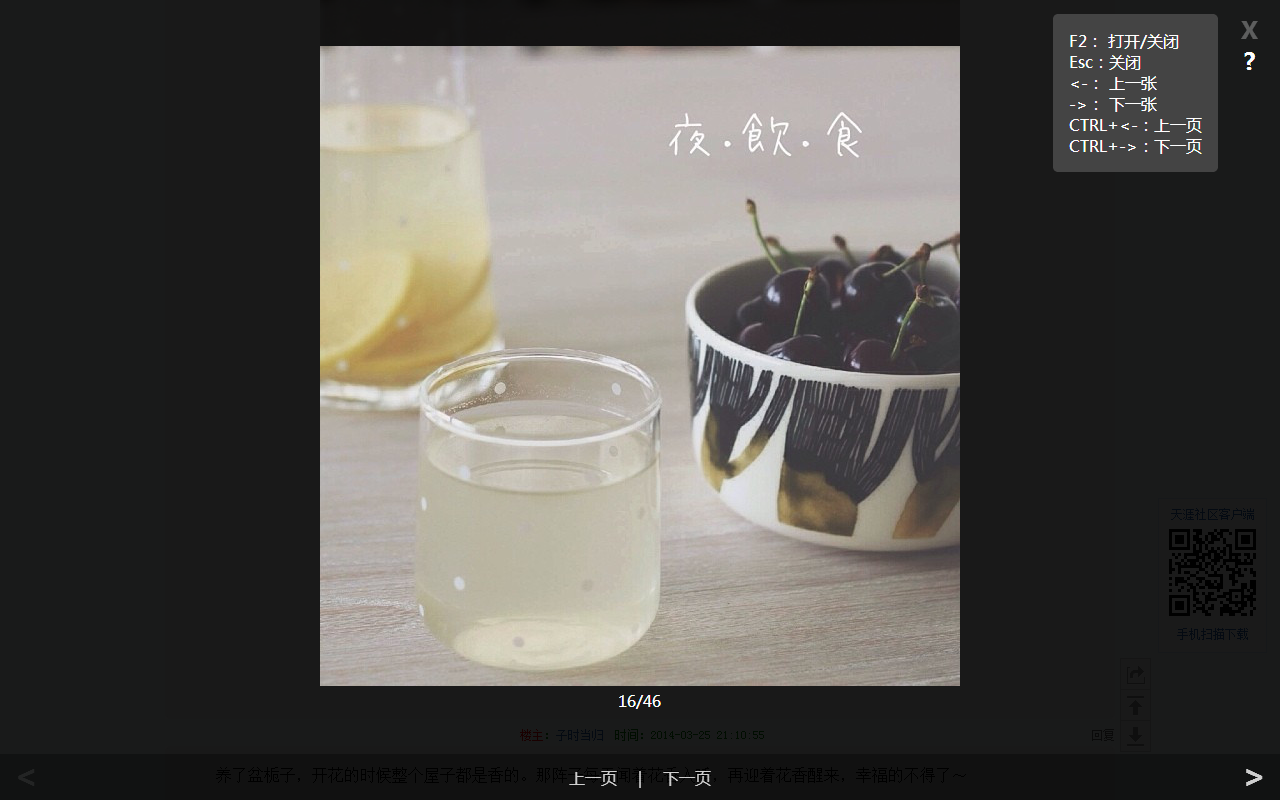 夜.飲.食
F2： 打开/关闭
Esc：关闭
<-： 上一张
->： 下一张
CTRL+<-：上一页
CTRL+->：下一页
X
?
天涯社区客户端
手机扫描下载
16/46
楼主：子时当归 时间：2014-03-25 21:10:55
回复
养了盆栀子，开花的时候整个屋子都是香的。那阵子
再迎着花香醒来，幸福的不得了～
<
上一页 | 下一页
>